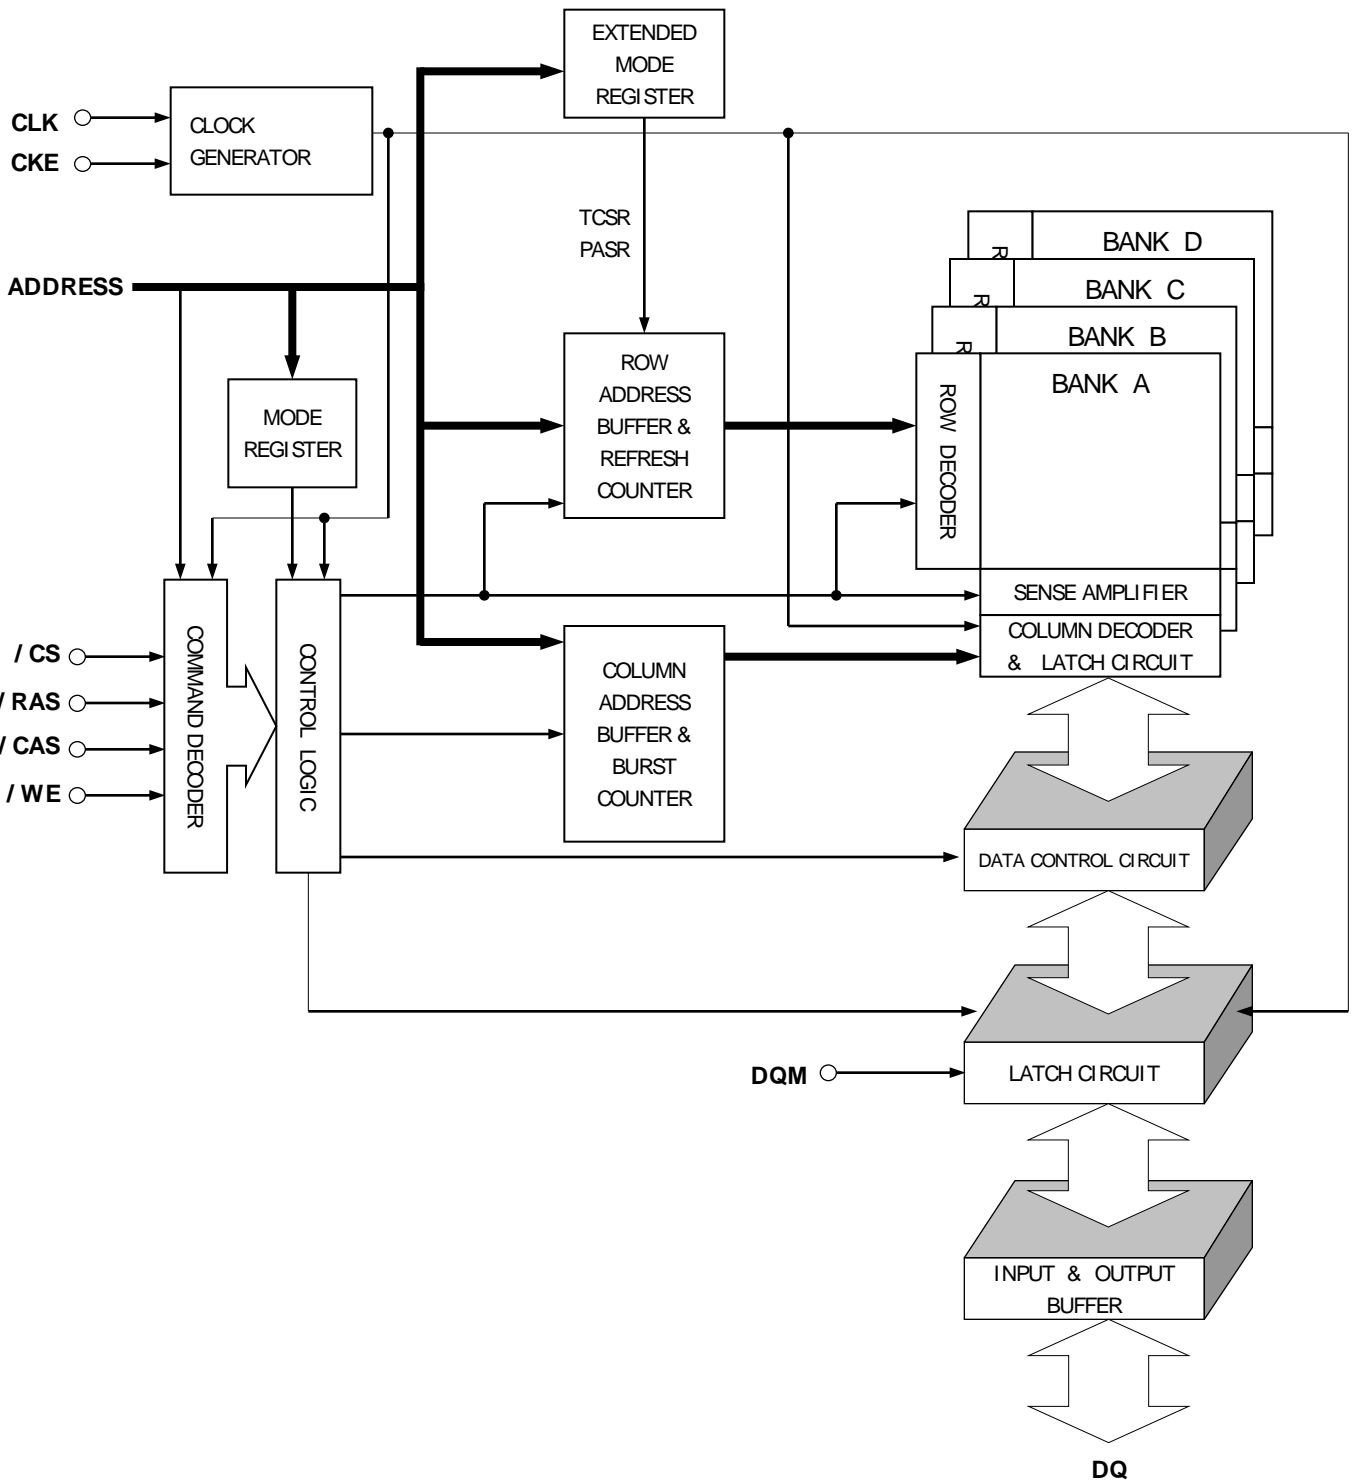 EXTENDED
MODE
REGISTER
CLK
CKE
CLOCK
GENERATOR
TCSR
PASR
ADDRESS
R
BANK D
R
BANK C
R
BANK B
BANK A
ROW DECODER
ROW
ADDRESS
BUFFER &
REFRESH
COUNTER
MODE
REGISTER
SENSE AMPLIFIER
COLUMN DECODER
& LATCH CIRCUIT
/ CS
/ RAS
/ CAS
/ WE
COMMAND DECODER
CONTROL LOGIC
COLUMN
ADDRESS
BUFFER &
BURST
COUNTER
DATA CONTROL CIRCUIT
DQM
LATCH CIRCUIT
INPUT & OUTPUT
BUFFER
DQ